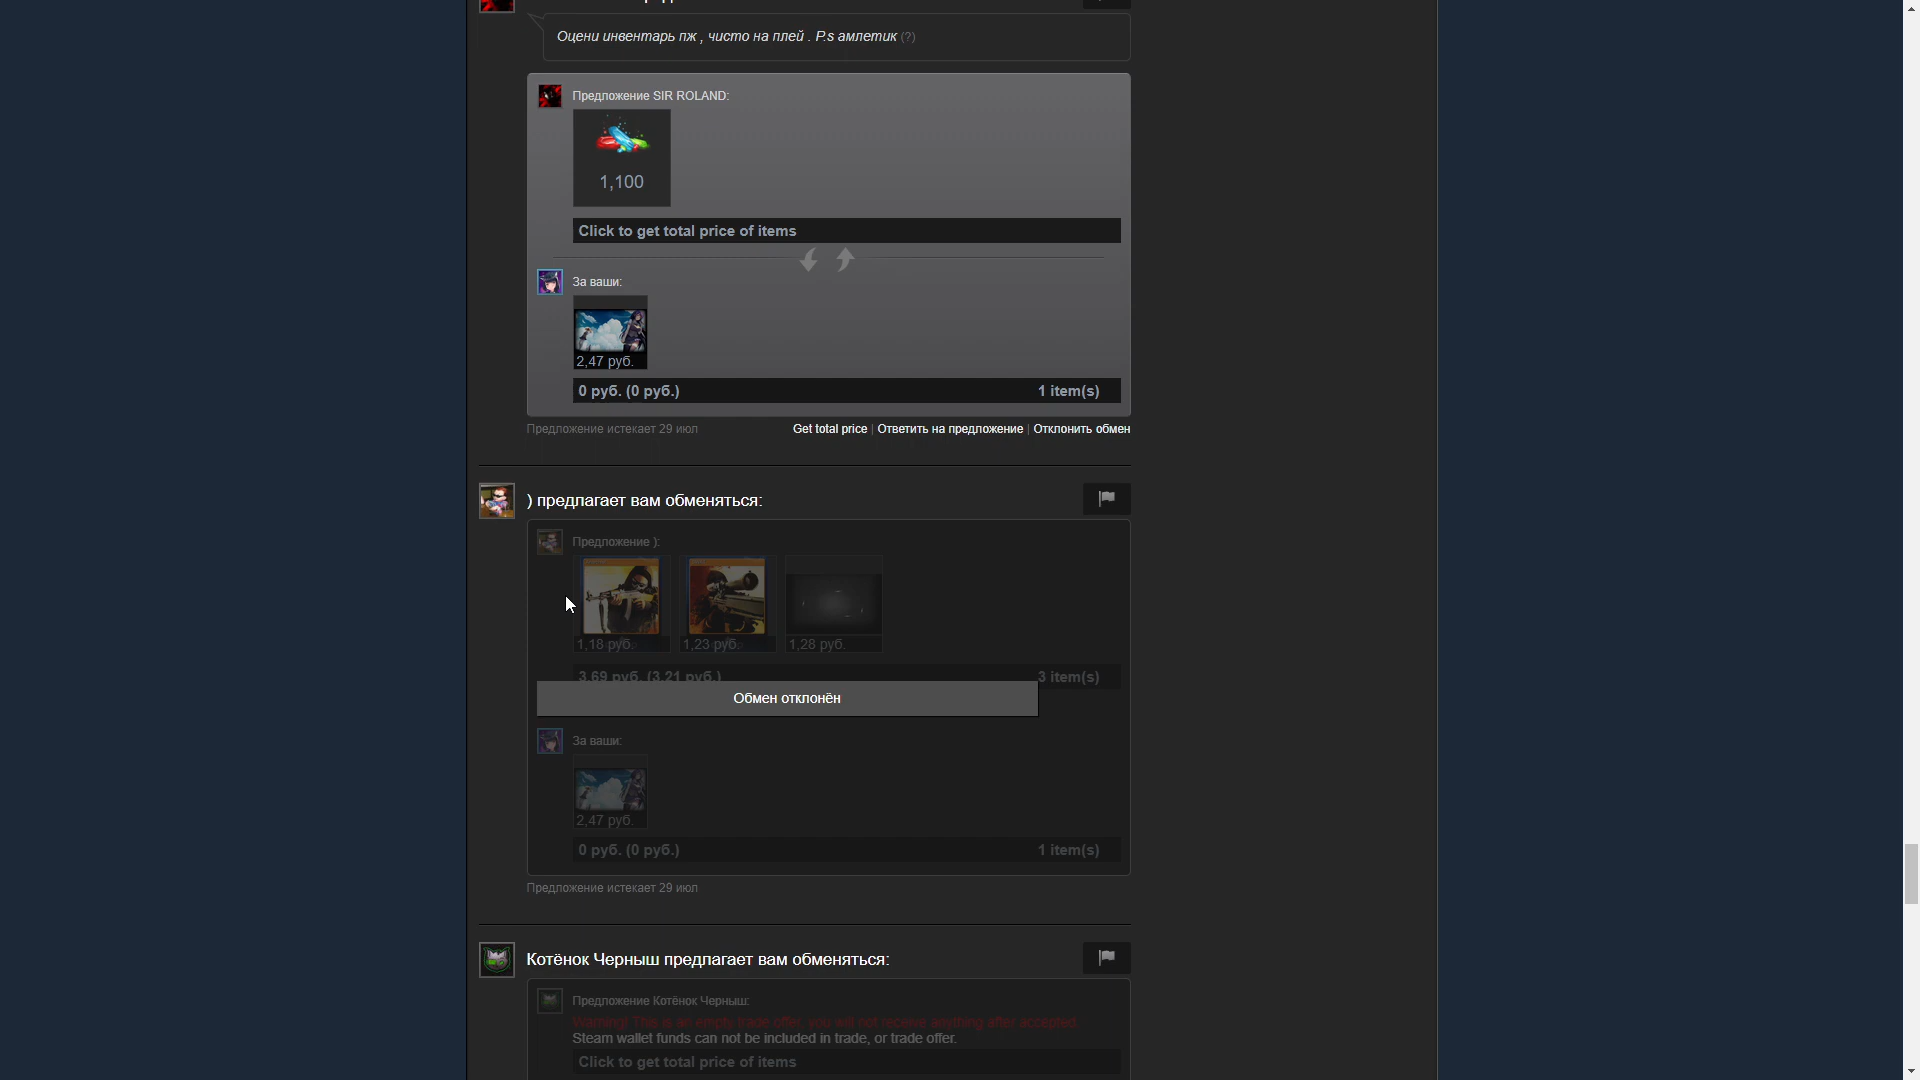 Оцени инвентарь пж , чисто на плей . P.s амлетик (?)
Предложение SIR ROLAND:
1,100
Click to get total price of items
За ваши:
2,47 руб.
0 руб. (0 руб.) 1 item(s)
Предложение истекает 29 июл Get total price | Ответить на предложение | Отклонить обмен
) предлагает вам обменяться:
Предложение ):
1,18 руб. 1,23 руб. 1,28 руб.
3,69 руб. (3,21 руб.) 3 item(s)
Обмен отклонён
За ваши:
2,47 руб.
0 руб. (0 руб.) 1 item(s)
Предложение истекает 29 июл
Котёнок Черныш предлагает вам обменяться:
Предложение Котёнок Черныш:
Warning! This is an empty trade offer, you will not receive anything after accepted.
Steam wallet funds can not be included in trade, or trade offer.
Click to get total price of items